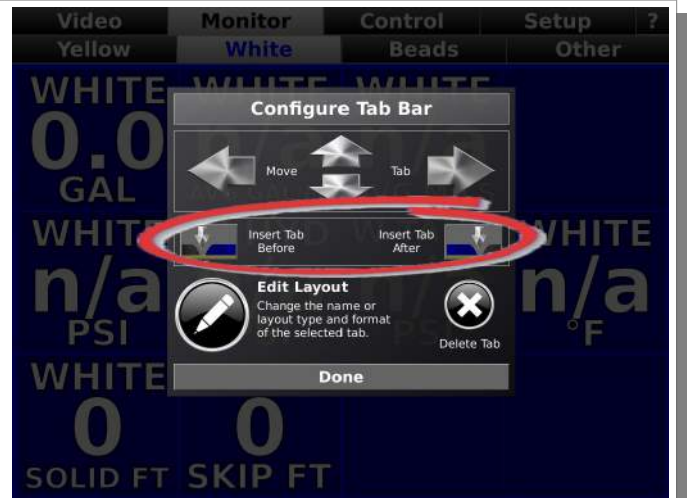 Video Monitor Control Setup ?
Yellow White Beads Other
WHITE WHITE WHITE
Configure Tab Bar
0.0 n/a
Move Tab
GAL
Insert Tab Before
Insert Tab After
WHITE WHITE
n/a n/a
PSI °F
Edit Layout
Change the name or
layout type and format
of the selected tab.
Delete Tab
Done
WHITE
0 0
SOLID FT SKIP FT